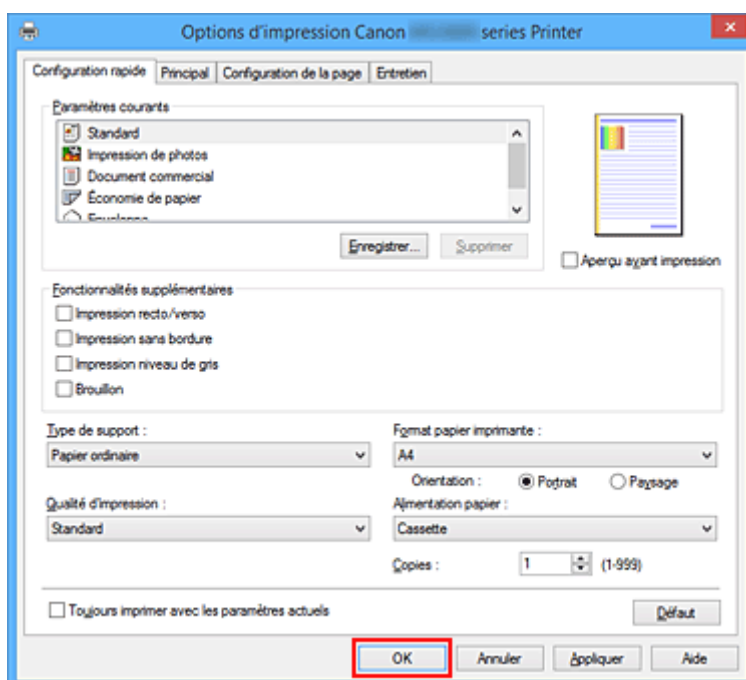 Options d'impression Canon series Printer
Configuration rapide Principal Configuration de la page Entretien
Paramètres courants
Standard
Impression de photos
Document commercial
Économie de papier
Enregistrer... Supprimer
Aperçu avant impression
Fonctionnalités supplémentaires
Impression recto/verso
Impression sans bordure
Impression niveau de gris
Brouillon
Type de support :
Papier ordinaire
Format papier imprimante :
A4
Orientation : Portrait Paysage
Qualité d'impression :
Standard
Alimentation papier :
Cassette
Copies : 1 (1-999)
Toujours imprimer avec les paramètres actuels
Défaut
OK Annuler Appliquer Aide